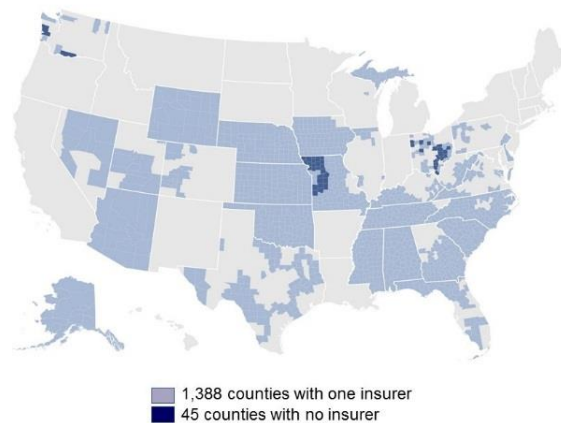 1,388 counties with one insurer
45 counties with no insurer